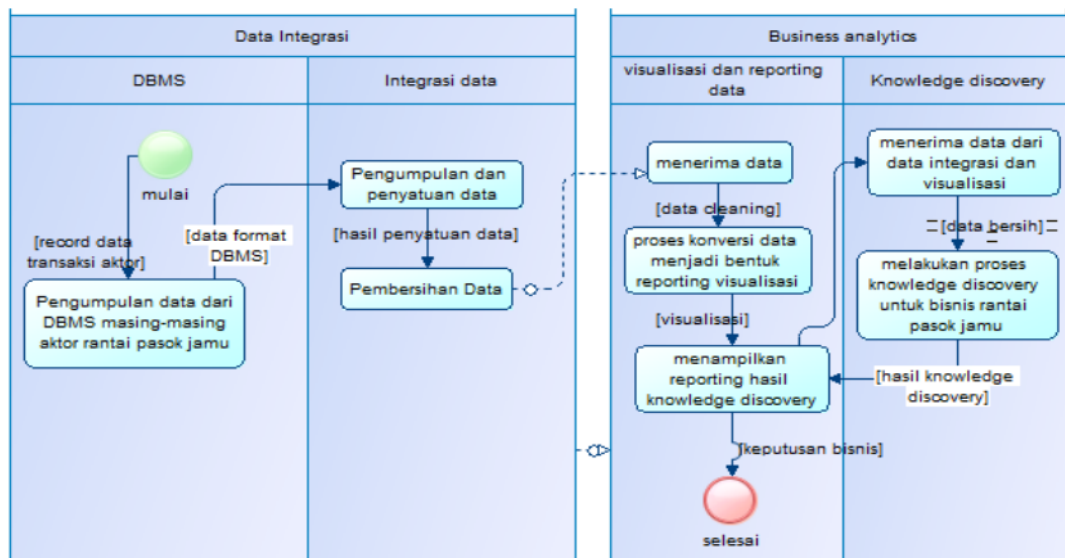 Data Integrasi
DBMS
Integrasi data
mulai
[record data
transaksi aktor]
[data format
DBMS]
Pengumpulan data dari
DBMS masing-masing
aktor rantai pasok jamu
Pengumpulan dan
penyatuan data
[hasil penyatuan data]
Pembersihan Data
Business analytics
visualisasi dan reporting
data
Knowledge discovery
menerima data
[data cleaning]
proses konversi data
menjadi bentuk
reporting visualisasi
[visualisasi]
menampilkan
reporting hasil
knowledge discovery
[keputusan bisnis]
selesai
menerima data dari
data integrasi dan
visualisasi
[data bersih]
melakukan proses
knowledge discovery
untuk bisnis rantai
pasok jamu
[hasil knowledge
discovery]